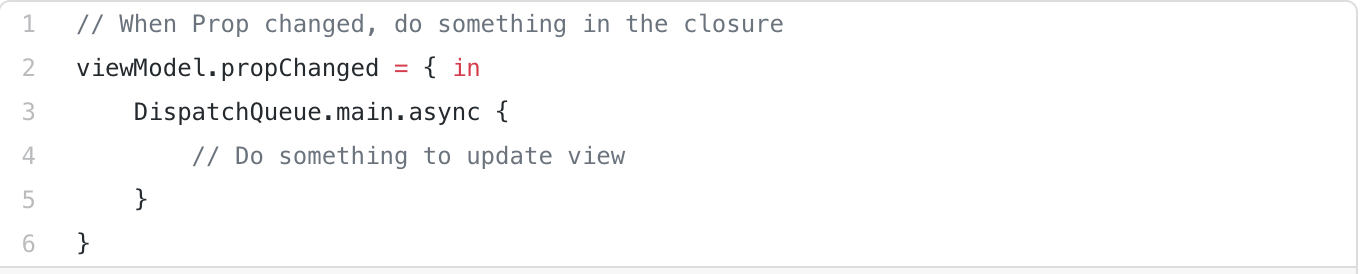 1 // When Prop changed, do something in the closure
2 viewModel.propChanged = { in
3     DispatchQueue.main.async {
4         // Do something to update view
5     }
6 }